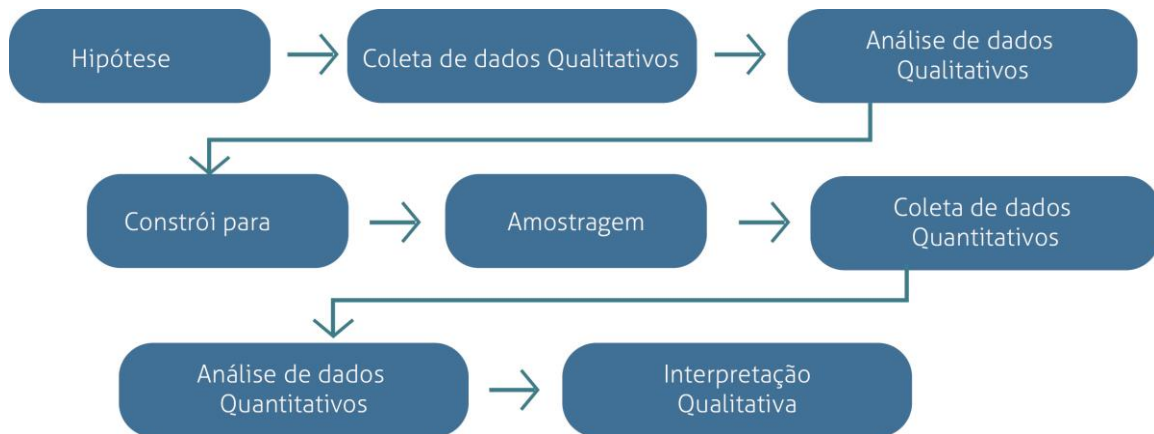 Hipótese
Coleta de dados Qualitativos
Análise de dados
Qualitativos
Constrói para
Amostragem
Coleta de dados
Quantitativos
Análise de dados
Quantitativos
Interpretação
Qualitativa